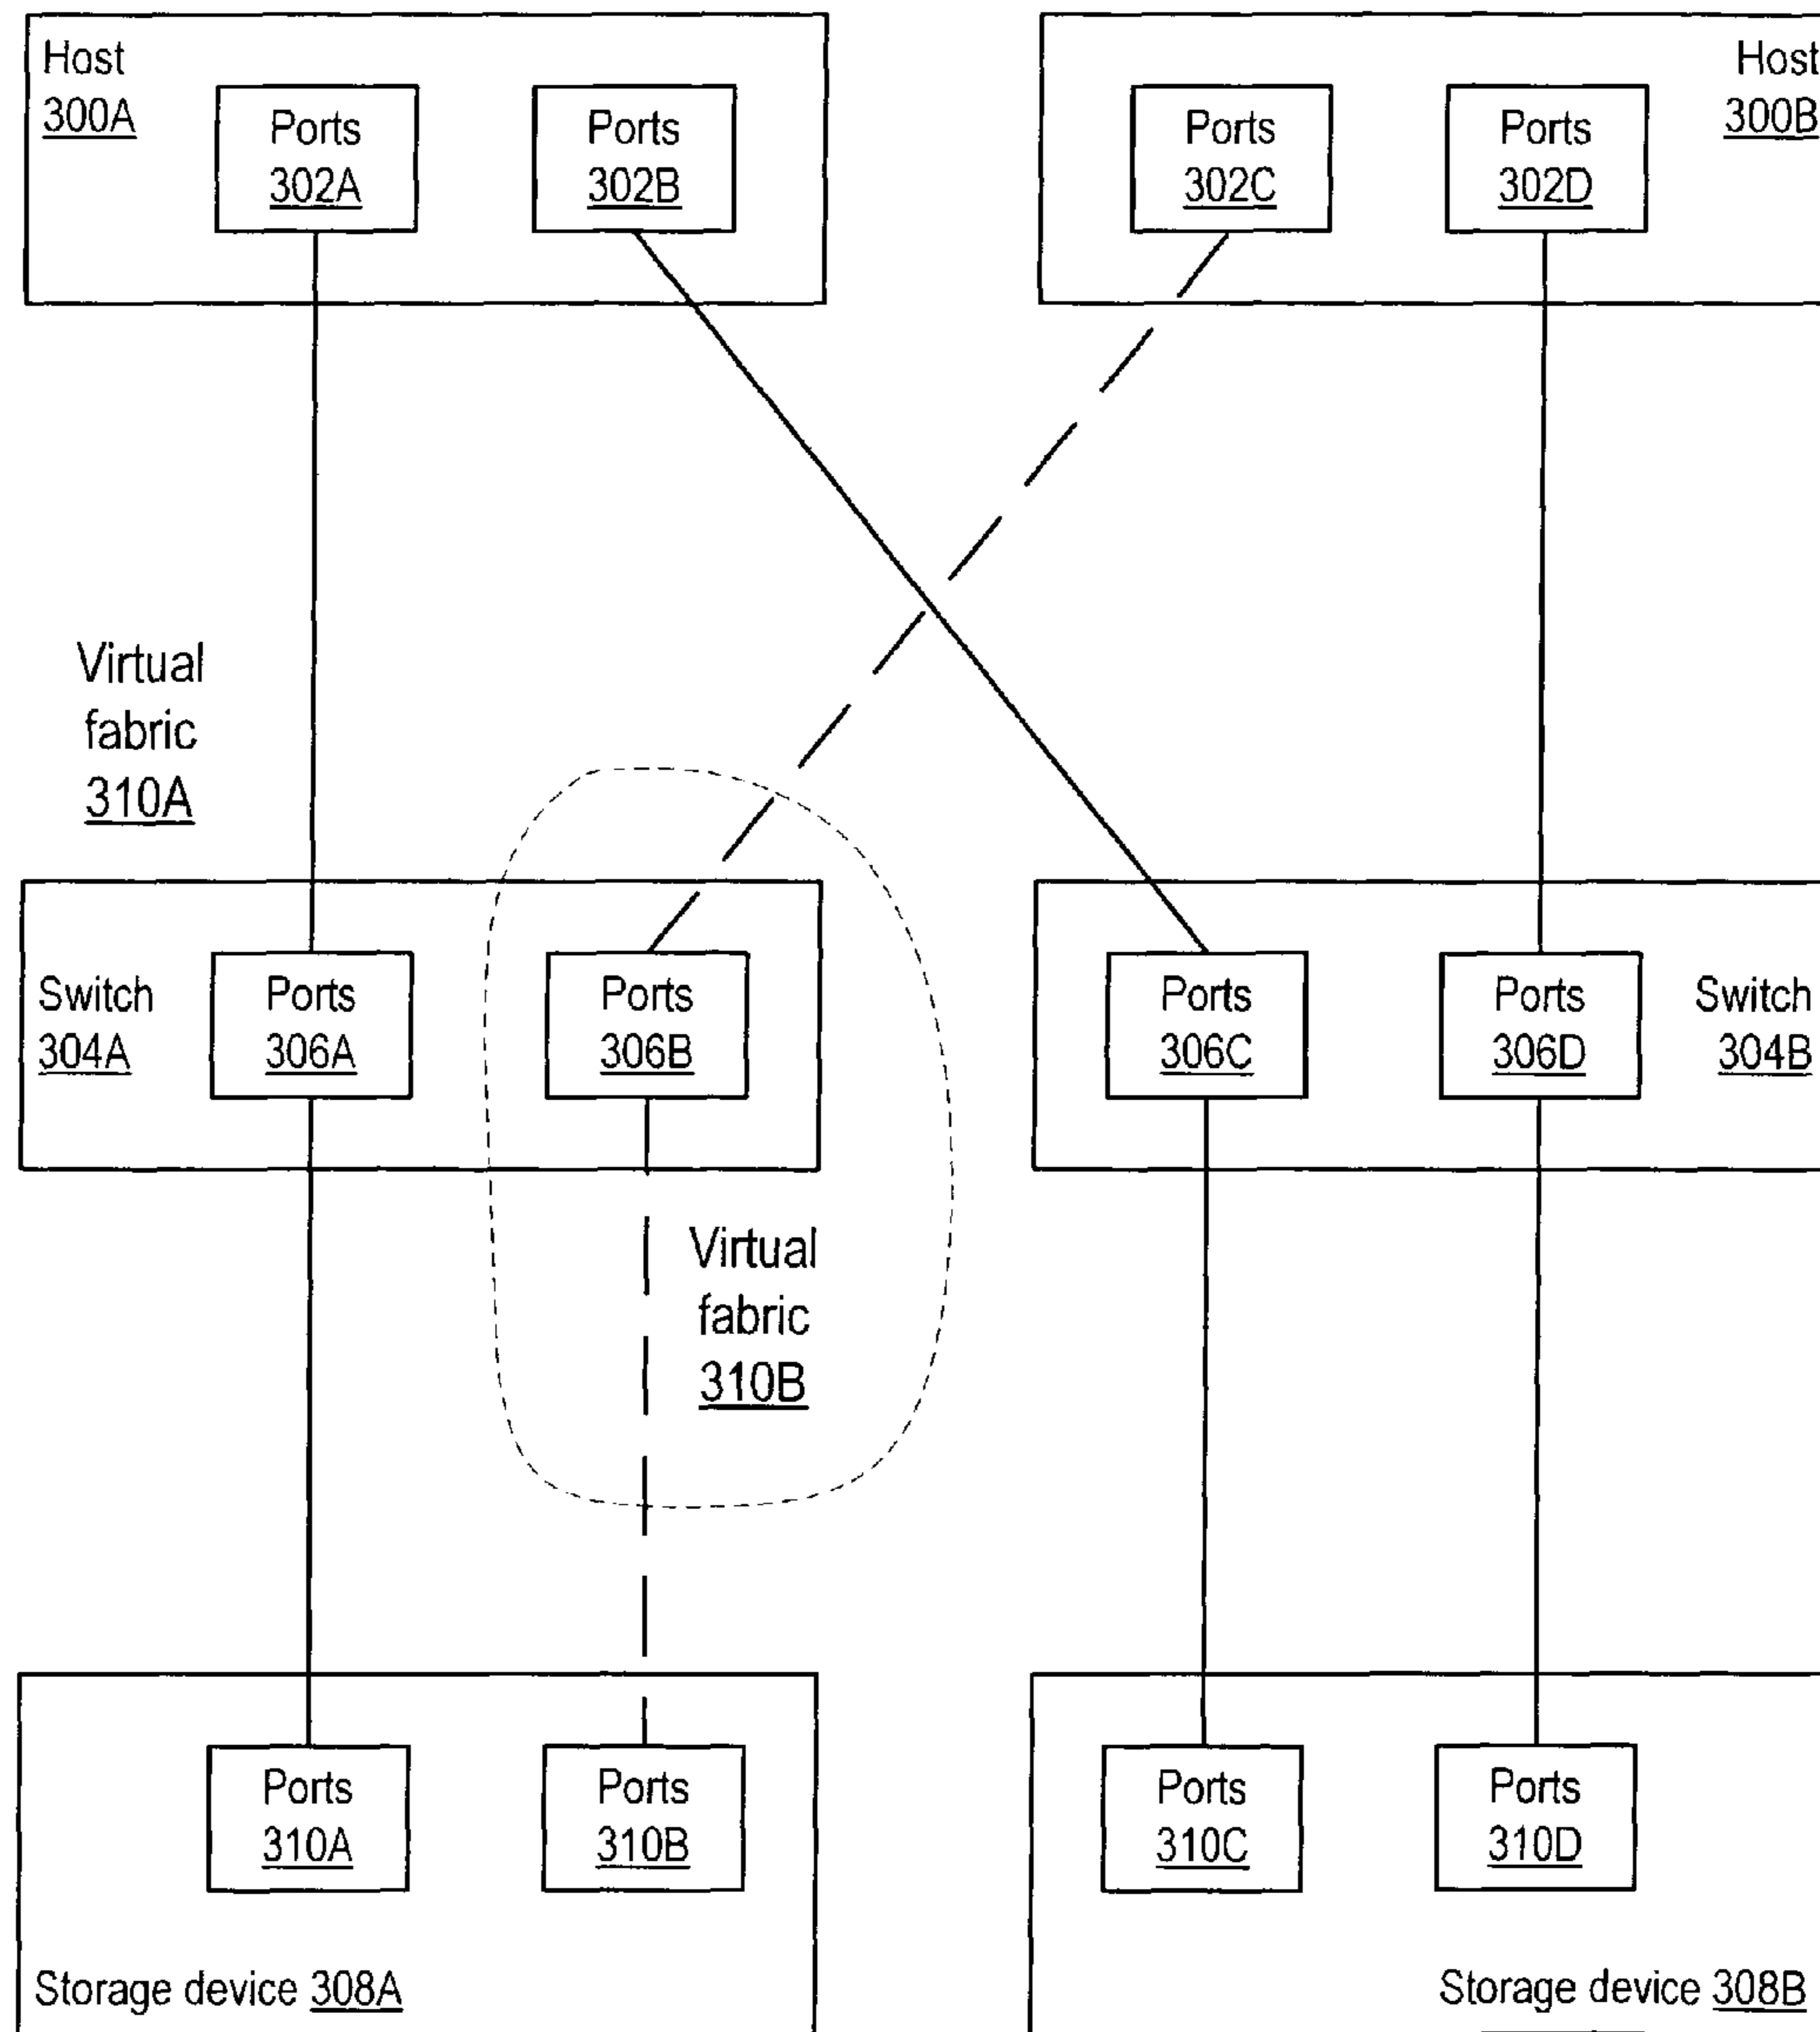 Host
300A
Ports
302A
Ports
302B
Ports
302C
Ports
302D
Host
300B
Virtual
fabric
310A
Switch
304A
Ports
306A
Ports
306B
Ports
306C
Ports
306D
Switch
304B
Virtual
fabric
310B
Ports
310A
Ports
310B
Ports
310C
Ports
310D
Storage device 308A
Storage device 308B